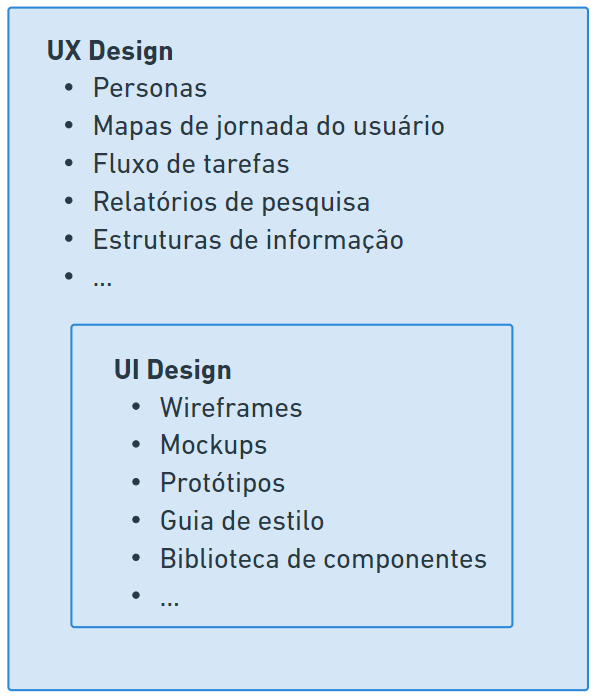 UX Design
• Personas
• Mapas de jornada do usuário
• Fluxo de tarefas
• Relatórios de pesquisa
• Estruturas de informação
• ...
UI Design
• Wireframes
• Mockups
• Protótipos
• Guia de estilo
• Biblioteca de componentes
• ...